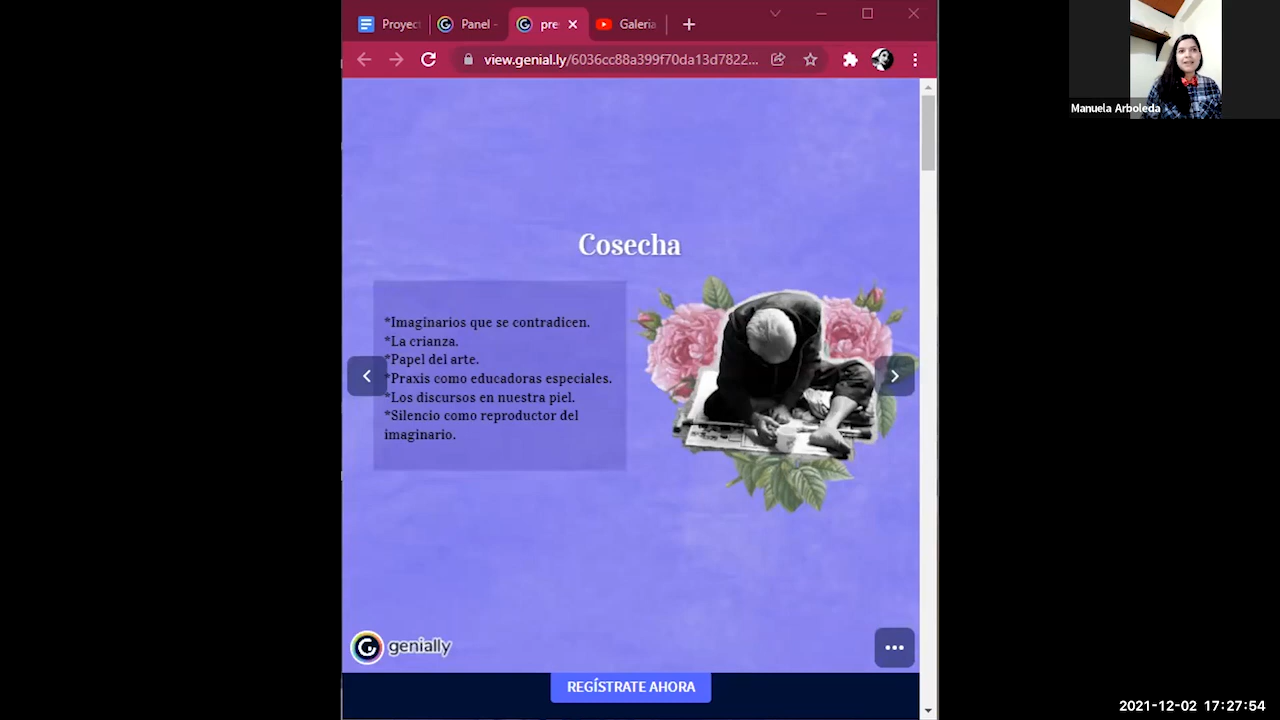 Proyect
Panel -
pre
Galeria
view.genial.ly/6036cc88a399f70da13d7822...
Manuela Arboleda
Cosecha
*Imaginarios que se contradicen.
*La crianza.
*Papel del arte.
*Praxis como educadoras especiales.
*Los discursos en nuestra piel.
*Silencio como reproductor del
imaginario.
genially
REGÍSTRATE AHORA
2021-12-02 17:27:54